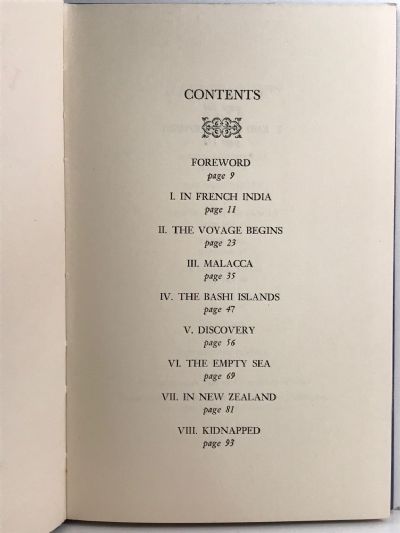 CONTENTS
FOREWORD
page 9
I. IN FRENCH INDIA
page 11
II. THE VOYAGE BEGINS
page 23
III. MALACCA
page 35
IV. THE BASHI ISLANDS
page 47
V. DISCOVERY
page 56
VI. THE EMPTY SEA
page 69
VII. IN NEW ZEALAND
page 81
VIII. KIDNAPPED
page 93